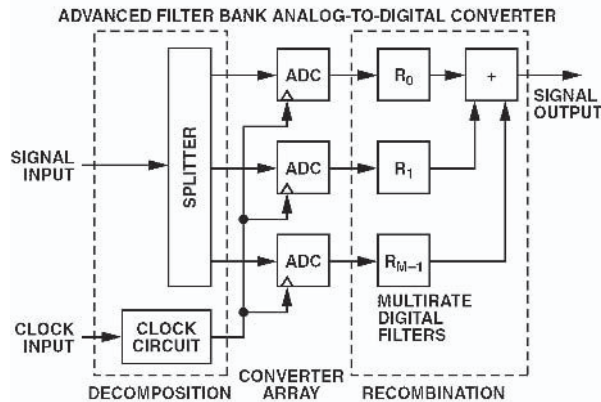 ADVANCED FILTER BANK ANALOG-TO-DIGITAL CONVERTER
ADC
R0
+
SIGNAL
OUTPUT
SIGNAL
INPUT
SPLITTER
ADC
R1
ADC
RM–1
MULTIRATE
DIGITAL
FILTERS
CLOCK
INPUT
CLOCK
CIRCUIT
DECOMPOSITION
CONVERTER
ARRAY
RECOMBINATION